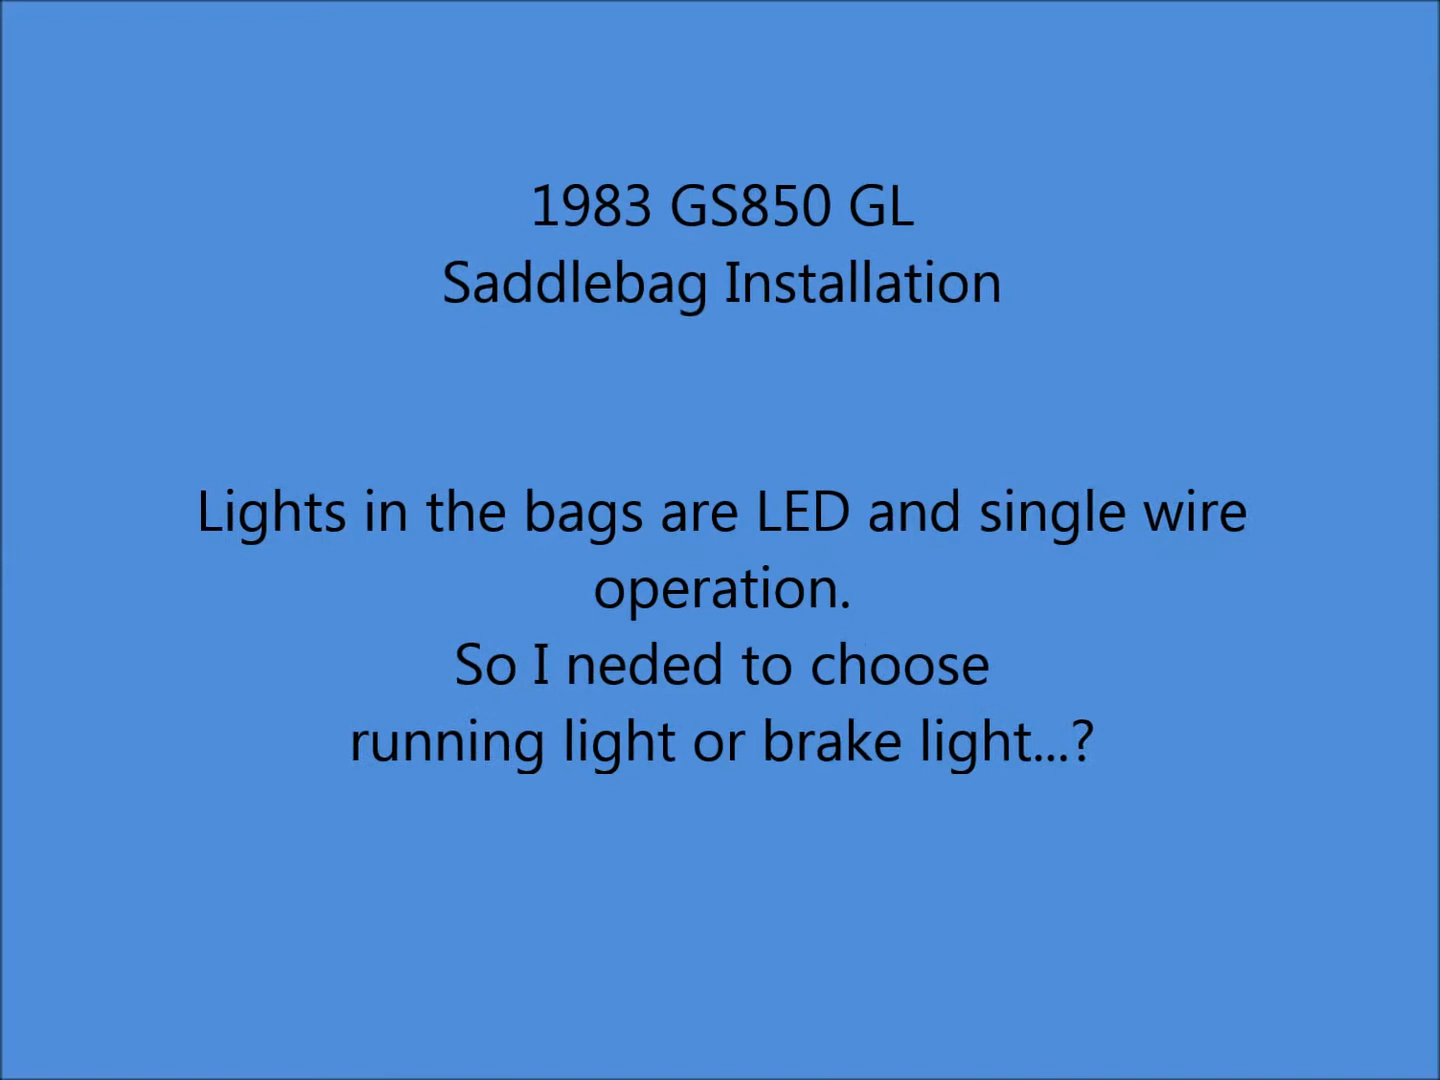 1983 GS850 GL
Saddlebag Installation
Lights in the bags are LED and single wire
operation.
So I neded to choose
running light or brake light...?